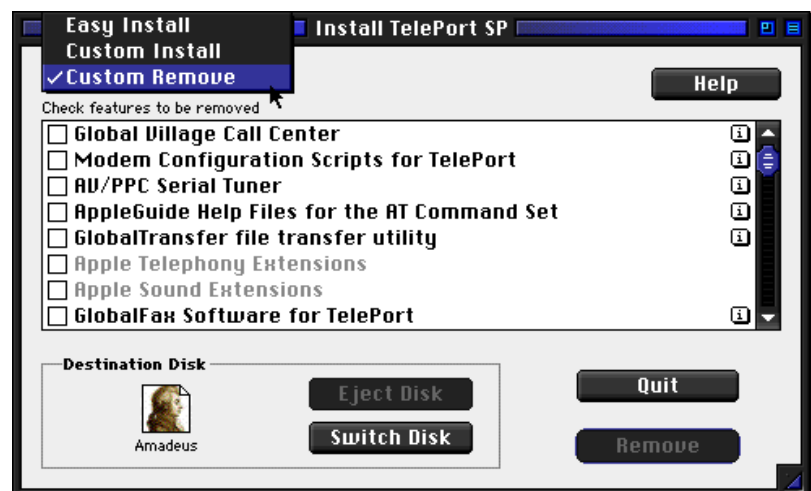 Easy Install
Install TelePort SP
Custom Install
✓Custom Remove
Help
Check features to be removed
Global Village Call Center
Modem Configuration Scripts for TelePort
AV/PPC Serial Tuner
AppleGuide Help Files for the AT Command Set
GlobalTransfer file transfer utility
Apple Telephony Extensions
Apple Sound Extensions
GlobalFax Software for TelePort
Destination Disk
Eject Disk
Quit
Amadeus
Switch Disk
Remove